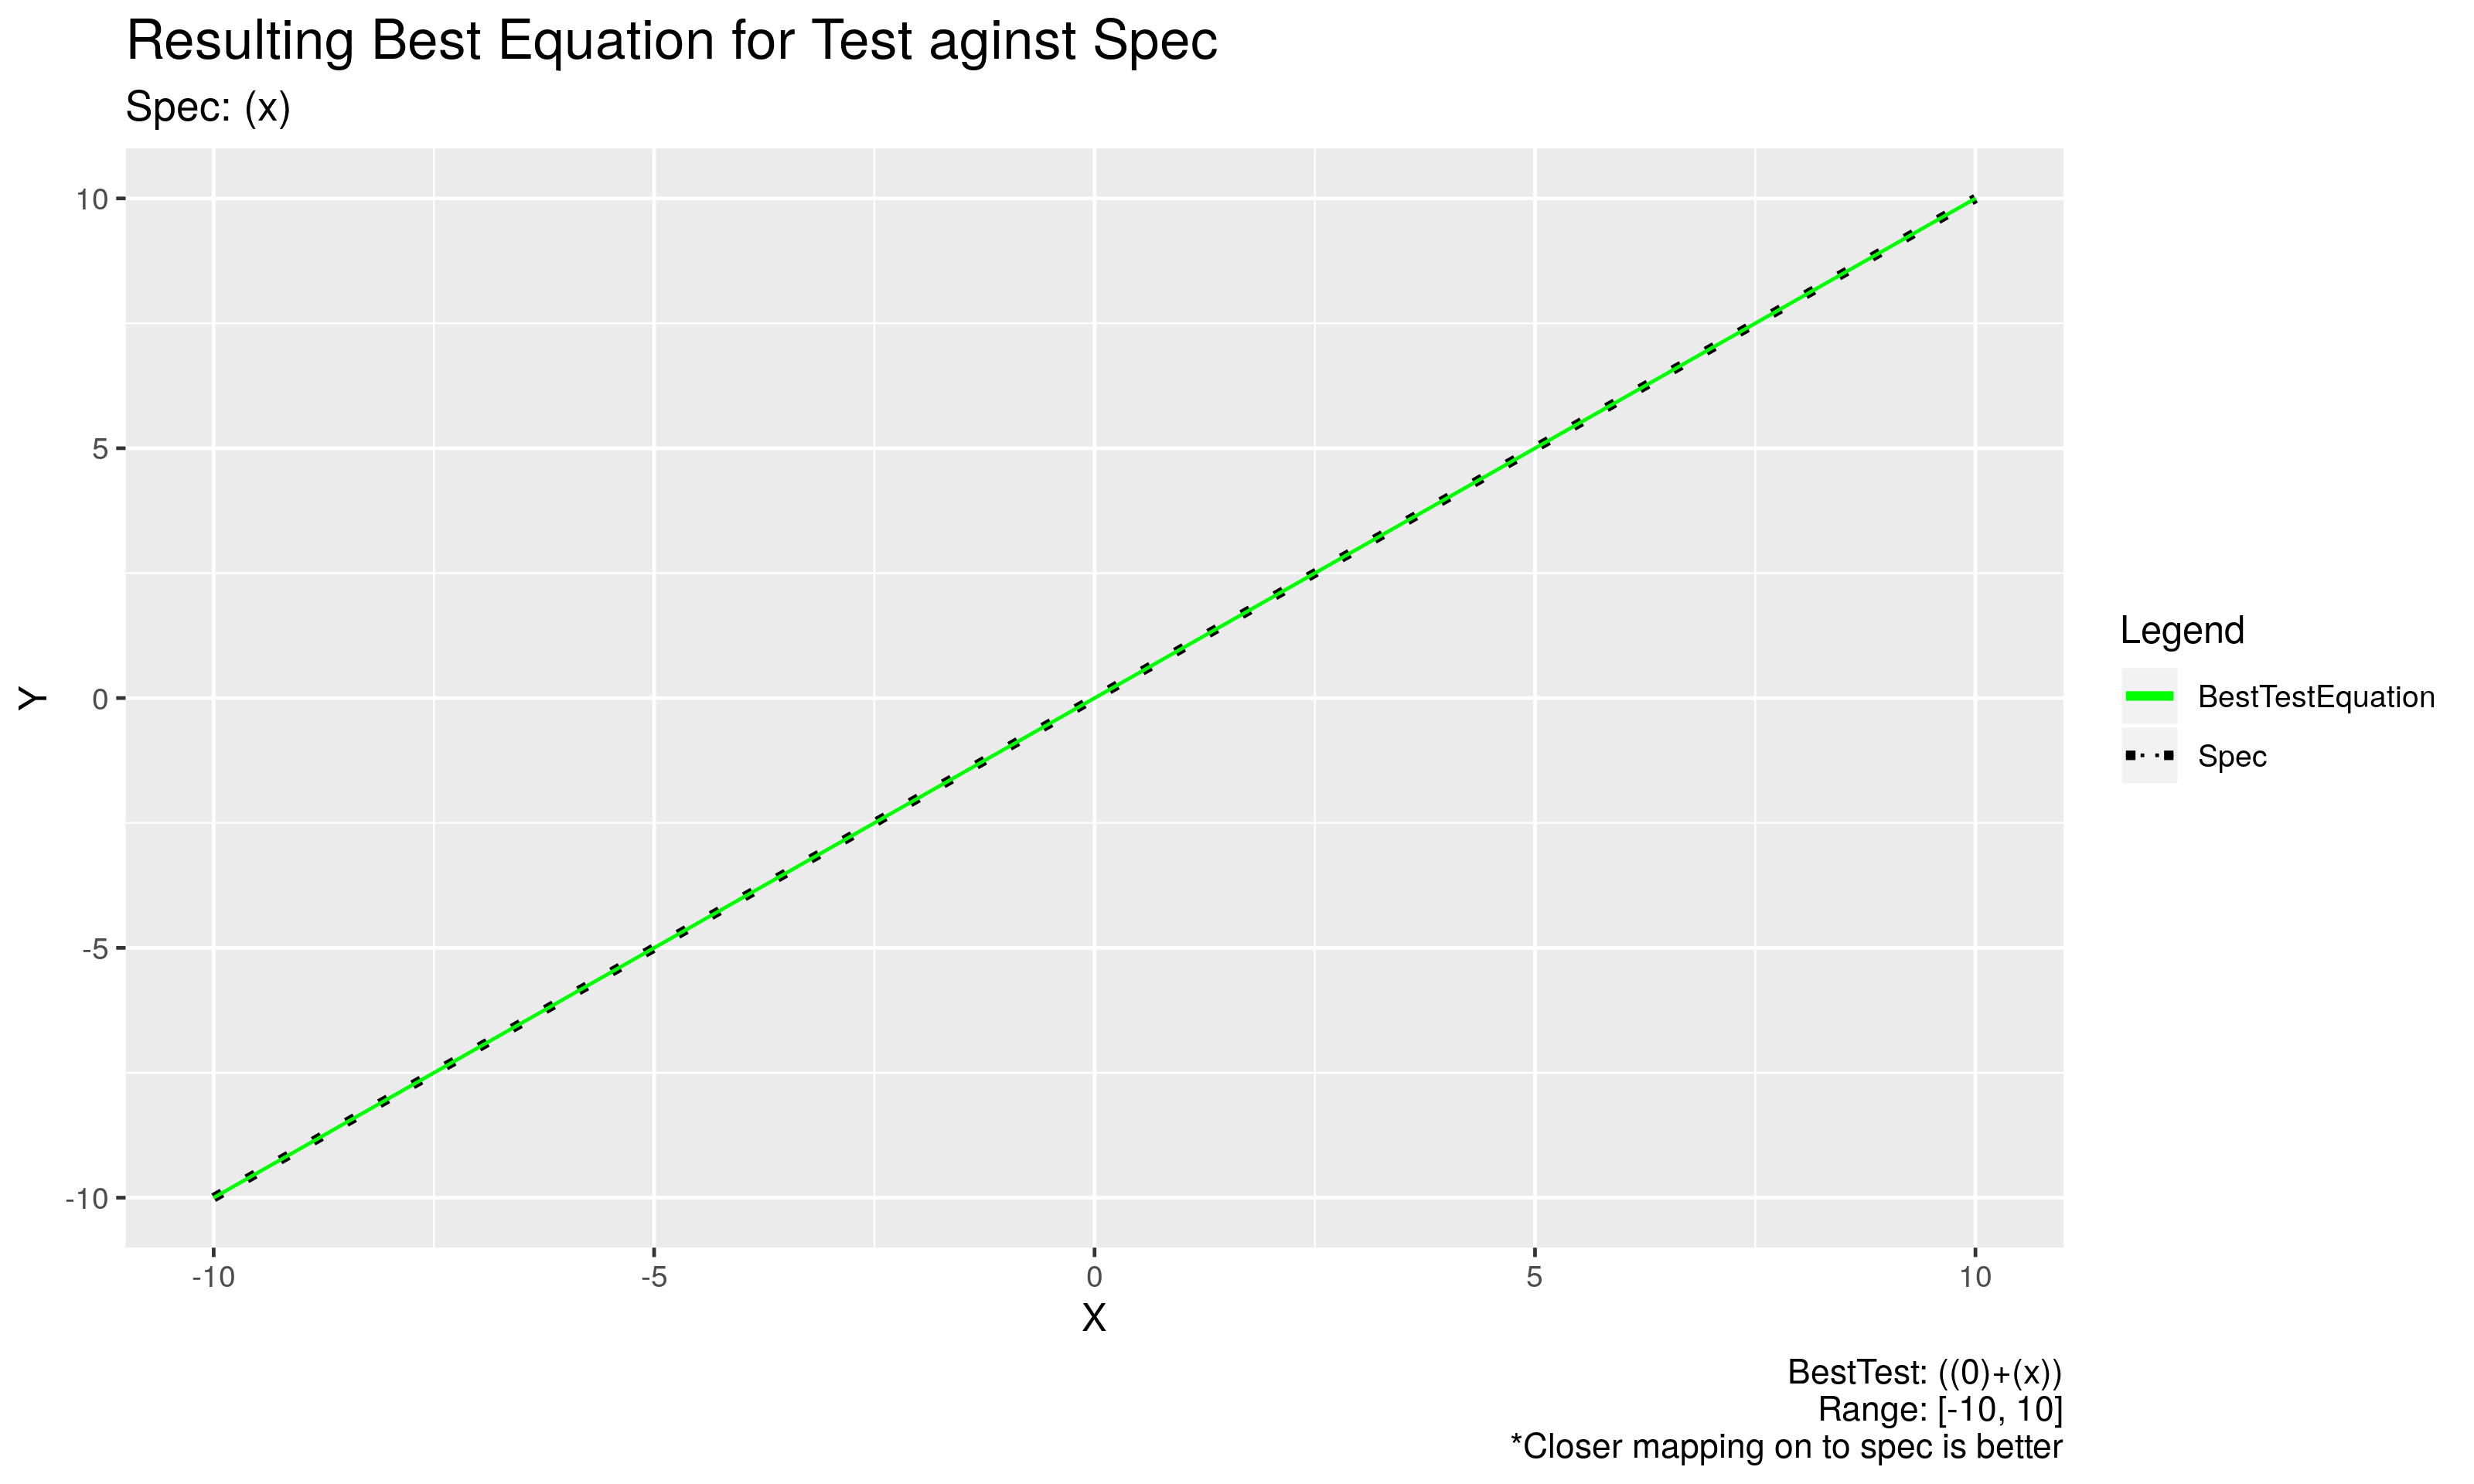 Resulting Best Equation for Test aginst Spec
Spec: (x)
10
5
0
-5
-10
Y
-10
-5
0
5
10
X
Legend
BestTestEquation
Spec
BestTest: ((0)+(x))
Range: [-10, 10]
*Closer mapping on to spec is better